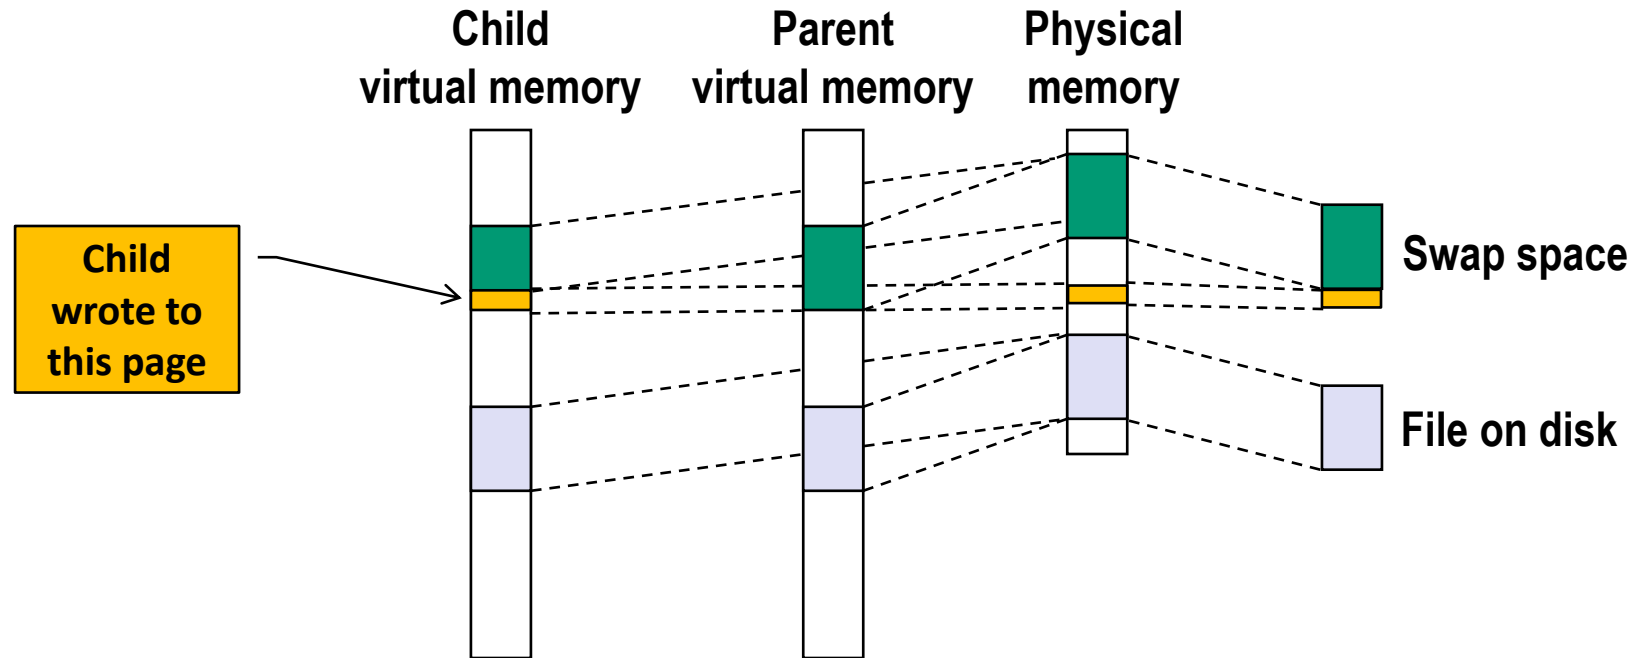 Child
virtual memory
Parent
virtual memory
Physical
memory
Child
wrote to
this page
Swap space
File on disk